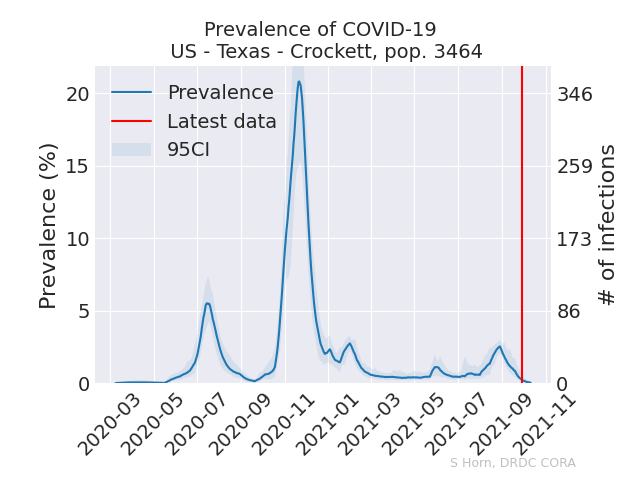 Prevalence of COVID-19
US - Texas - Crockett, pop. 3464
Prevalence
Latest data
95CI
Prevalence (%)
20
15
10
5
0
346
259
173
86
0
# of infections
2020-03
2020-05
2020-07
2020-09
2020-11
2021-01
2021-03
2021-05
2021-07
2021-09
2021-11
S Horn, DRDC CORA